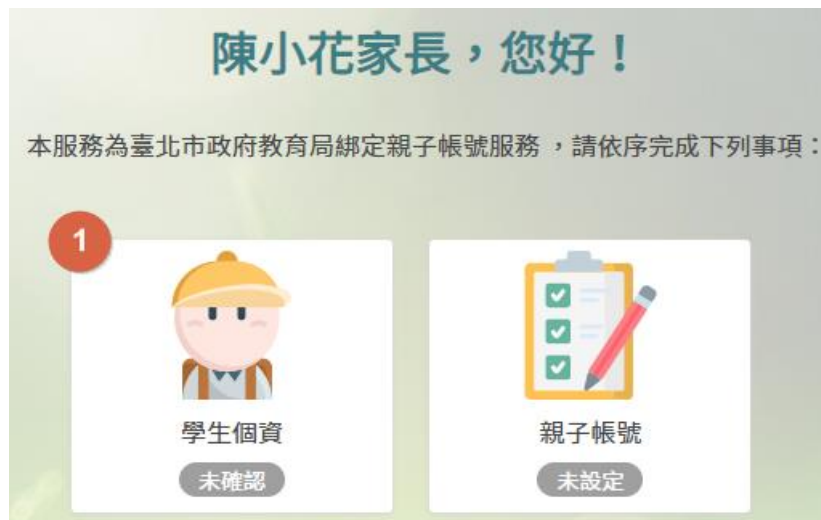 陳小花家長，您好！
本服務為臺北市政府教育局綁定親子帳號服務 ，請依序完成下列事項：
1
學生個資
未確認
親子帳號
未設定